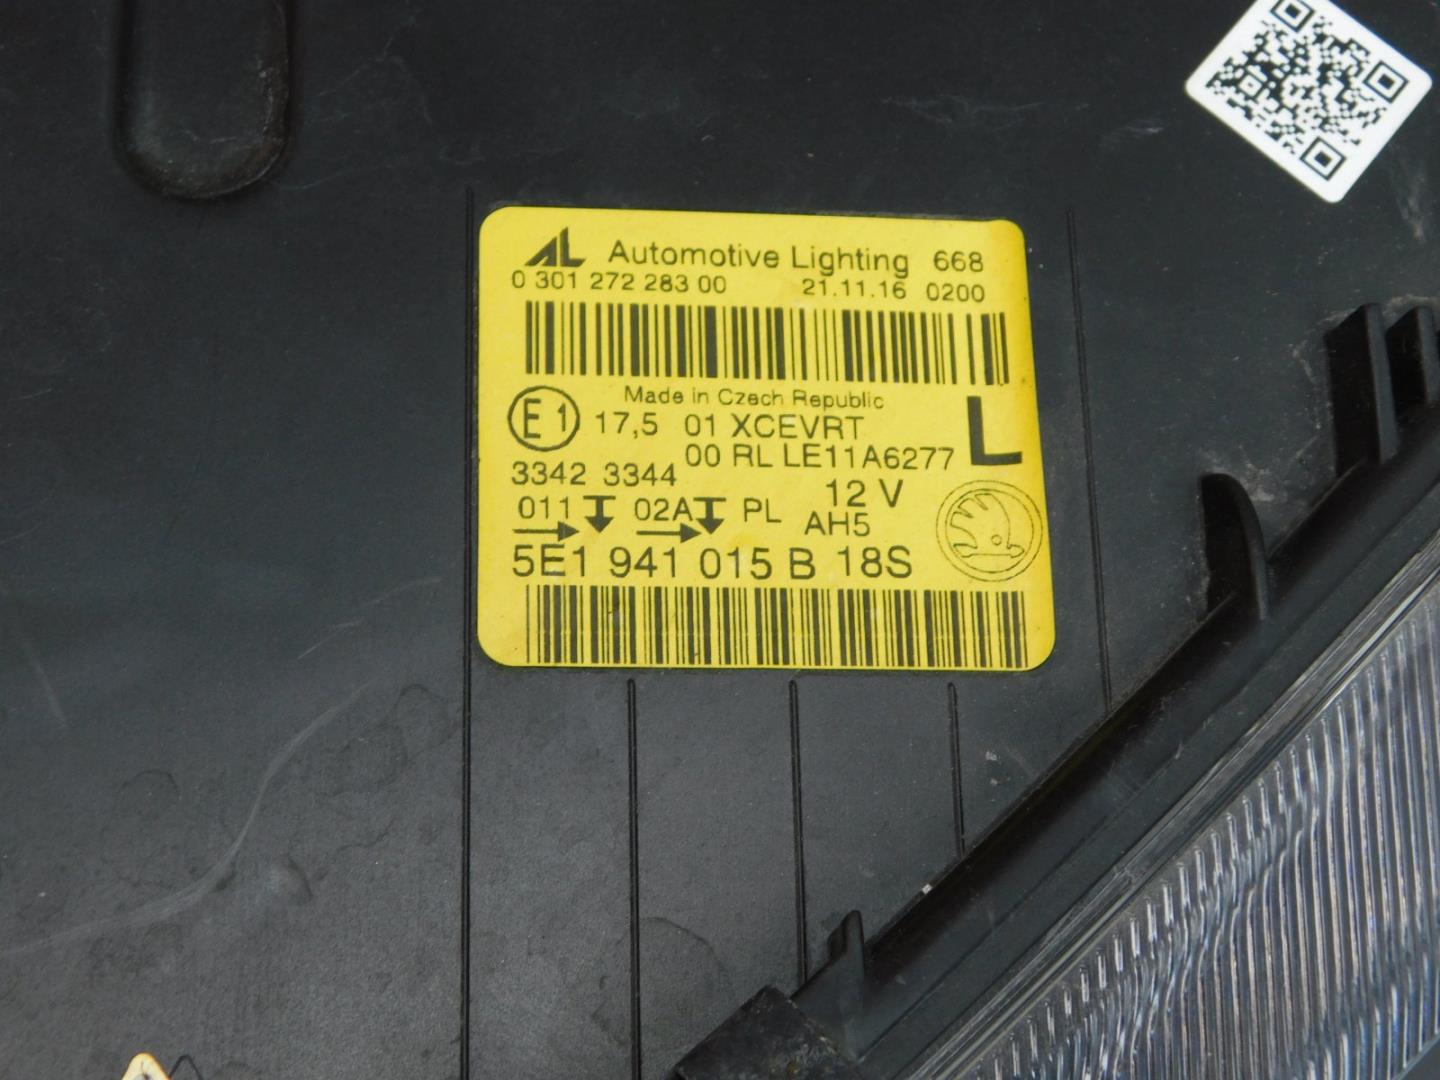 AL Automotive Lighting 668
0 301 272 283 00 21.11.16 0200
Made in Czech Republic
E1 17,5 01 XCEVRT L
00 RL LE11A6277
3342 3344 12 V
011 02A PL AH5
5E1 941 015 B 18S